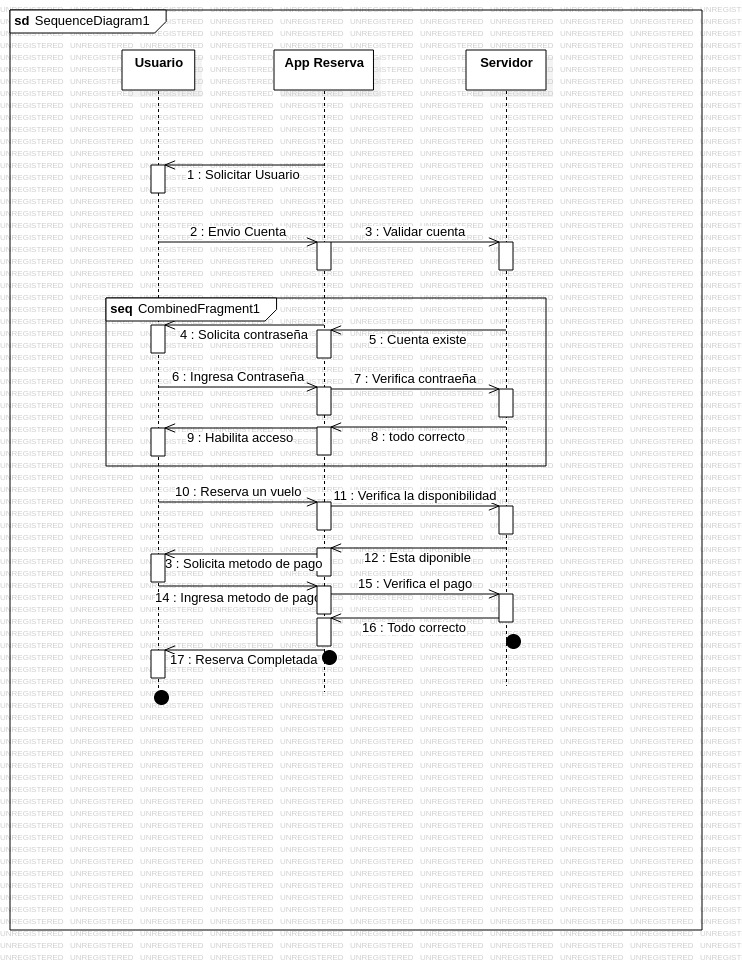 sd SequenceDiagram1
Usuario
App Reserva
Servidor
1 : Solicitar Usuario
2 : Envio Cuenta
3 : Validar cuenta
seq CombinedFragment1
4 : Solicita contraseña
5 : Cuenta existe
6 : Ingresa Contraseña
7 : Verifica contraeña
8 : todo correcto
9 : Habilita acceso
10 : Reserva un vuelo
11 : Verifica la disponibilidad
12 : Esta diponible
3 : Solicita metodo de pago
14 : Ingresa metodo de pago
15 : Verifica el pago
16 : Todo correcto
17 : Reserva Completada
UNREGISTERED